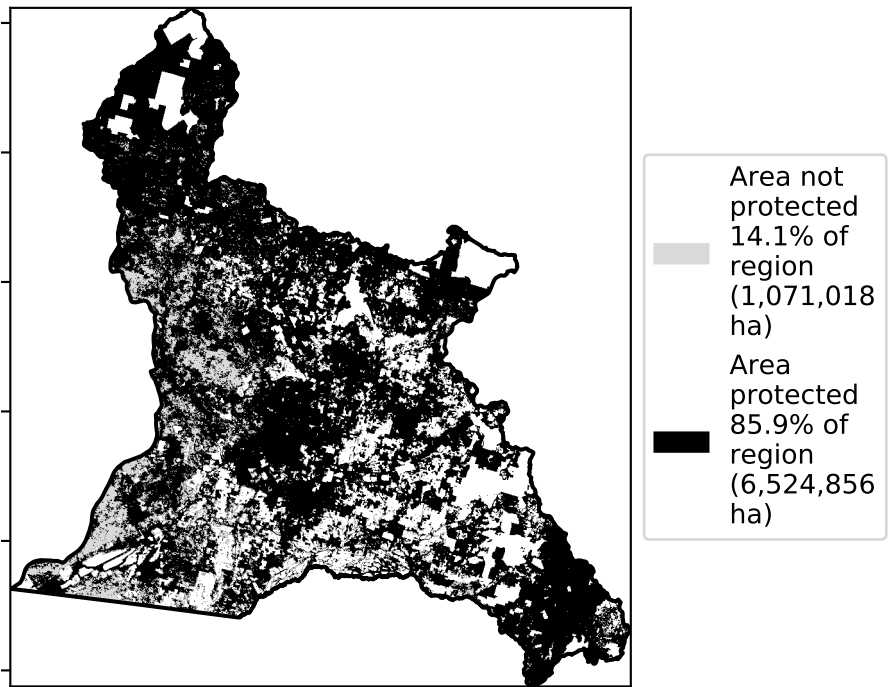 Area not
protected
14.1% of
region
(1,071,018
ha)
Area
protected
85.9% of
region
(6,524,856
ha)